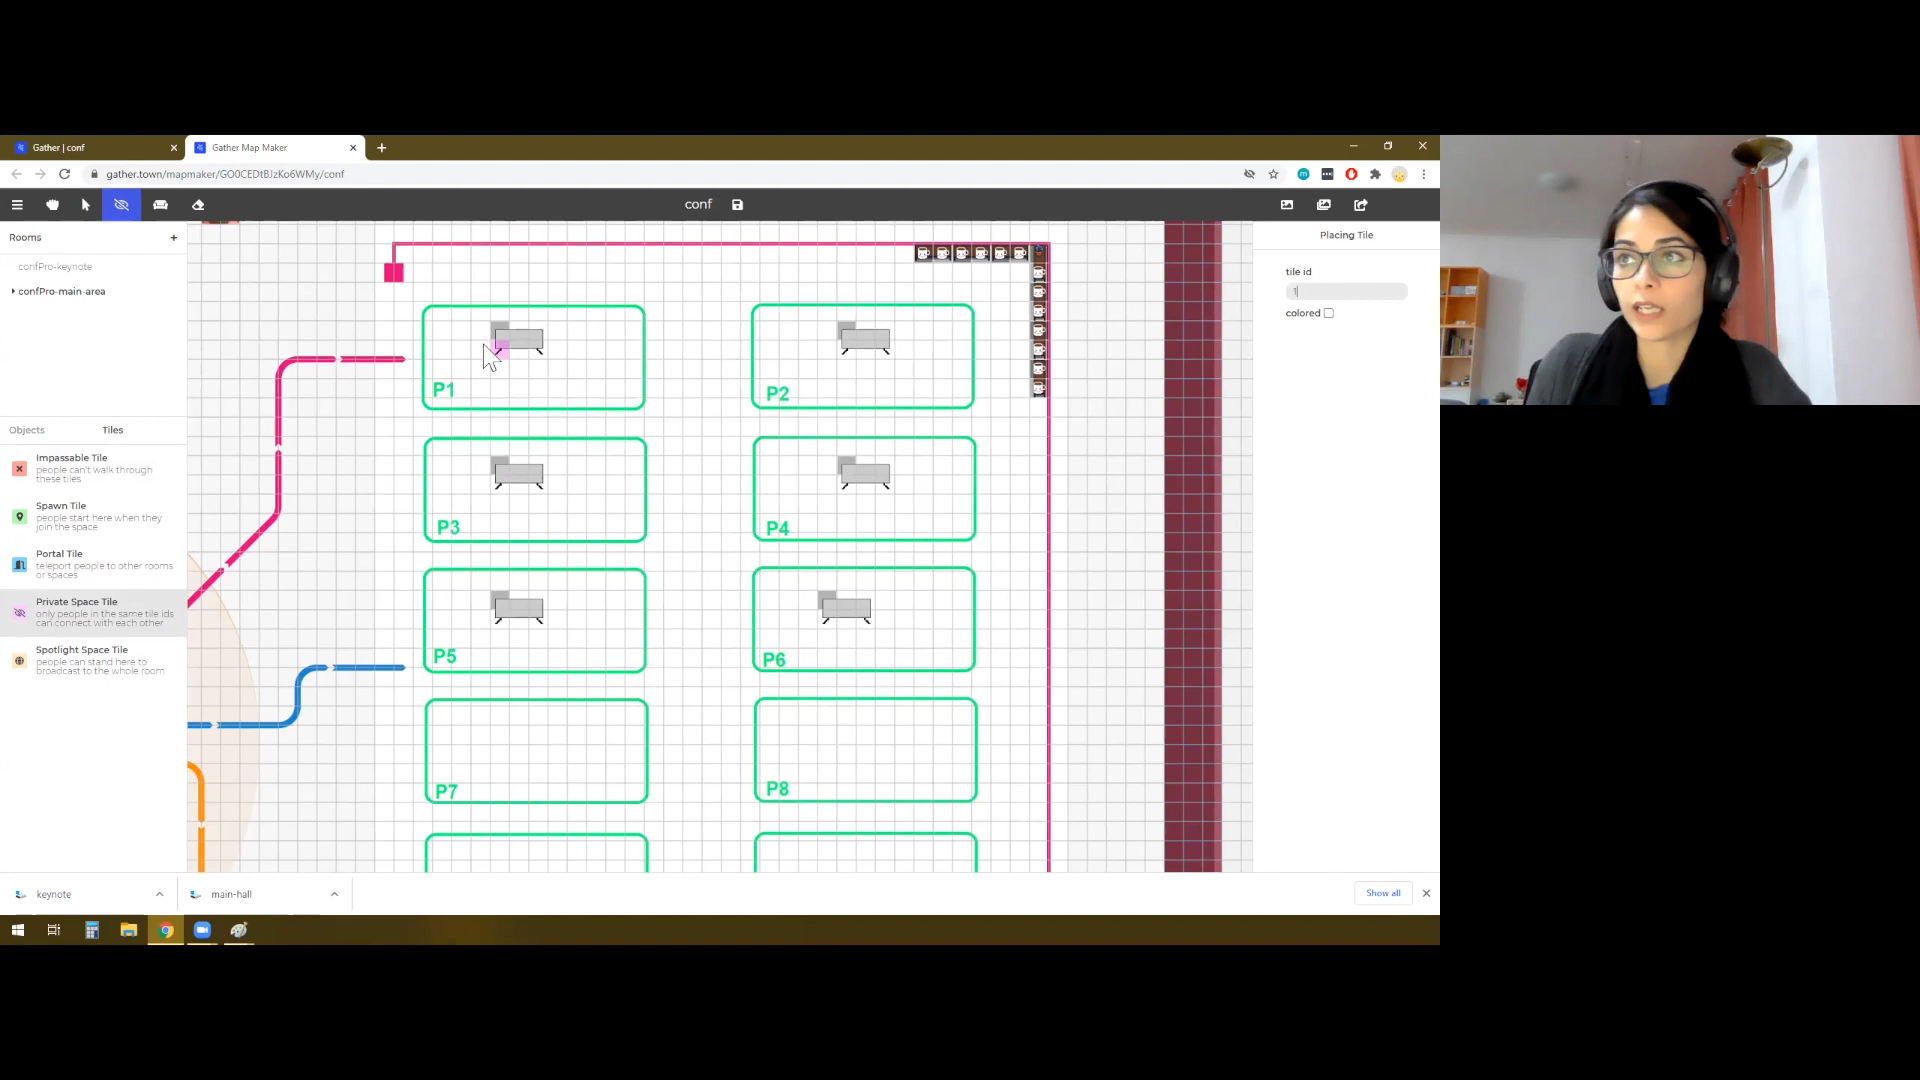 Gather | conf
Gather Map Maker
gather.town/mapmaker/GO0CEDtBJzKo6WMy/conf
conf
Rooms
+
confPro-keynote
confPro-main-area
Objects
Tiles
Impassable Tile
people can't walk through
these tiles
Spawn Tile
people start here when they
join the space
Portal Tile
teleport people to other rooms
or spaces
Private Space Tile
only people in the same tile ids
can connect with each other
Spotlight Space Tile
people can stand here to
broadcast to the whole room
P1
P2
P3
P4
P5
P6
P7
P8
Placing Tile
tile id
1
colored
keynote
main-hall
Show all